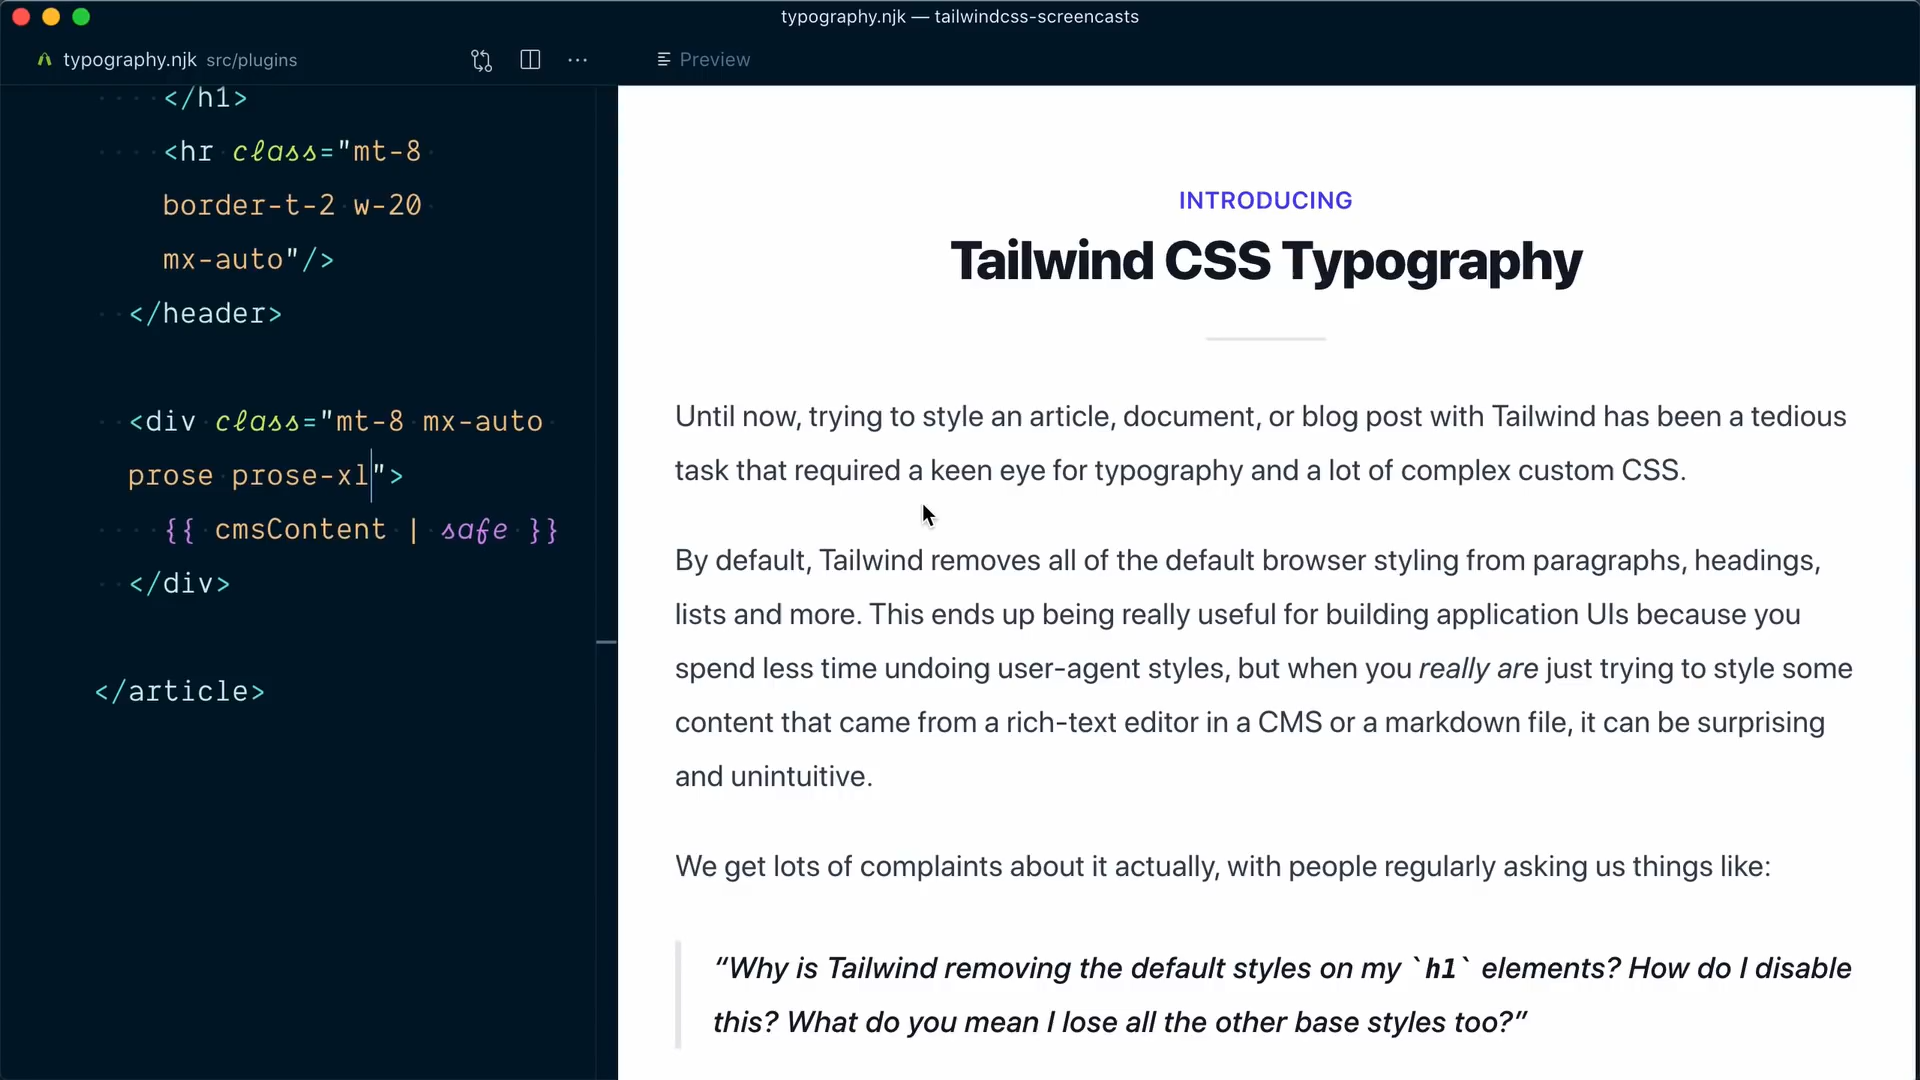 typography.njk — tailwindcss-screencasts
typography.njk src/plugins
Preview
</h1>
<hr class="mt-8
border-t-2 w-20
mx-auto"/>
</header>
<div class="mt-8 mx-auto
prose prose-xl">
{{ cmsContent | safe }}
</div>
</article>
INTRODUCING
Tailwind CSS Typography
Until now, trying to style an article, document, or blog post with Tailwind has been a tedious
task that required a keen eye for typography and a lot of complex custom CSS.
By default, Tailwind removes all of the default browser styling from paragraphs, headings,
lists and more. This ends up being really useful for building application UIs because you
spend less time undoing user-agent styles, but when you really are just trying to style some
content that came from a rich-text editor in a CMS or a markdown file, it can be surprising
and unintuitive.
We get lots of complaints about it actually, with people regularly asking us things like:
“Why is Tailwind removing the default styles on my `h1` elements? How do I disable
this? What do you mean I lose all the other base styles too?”